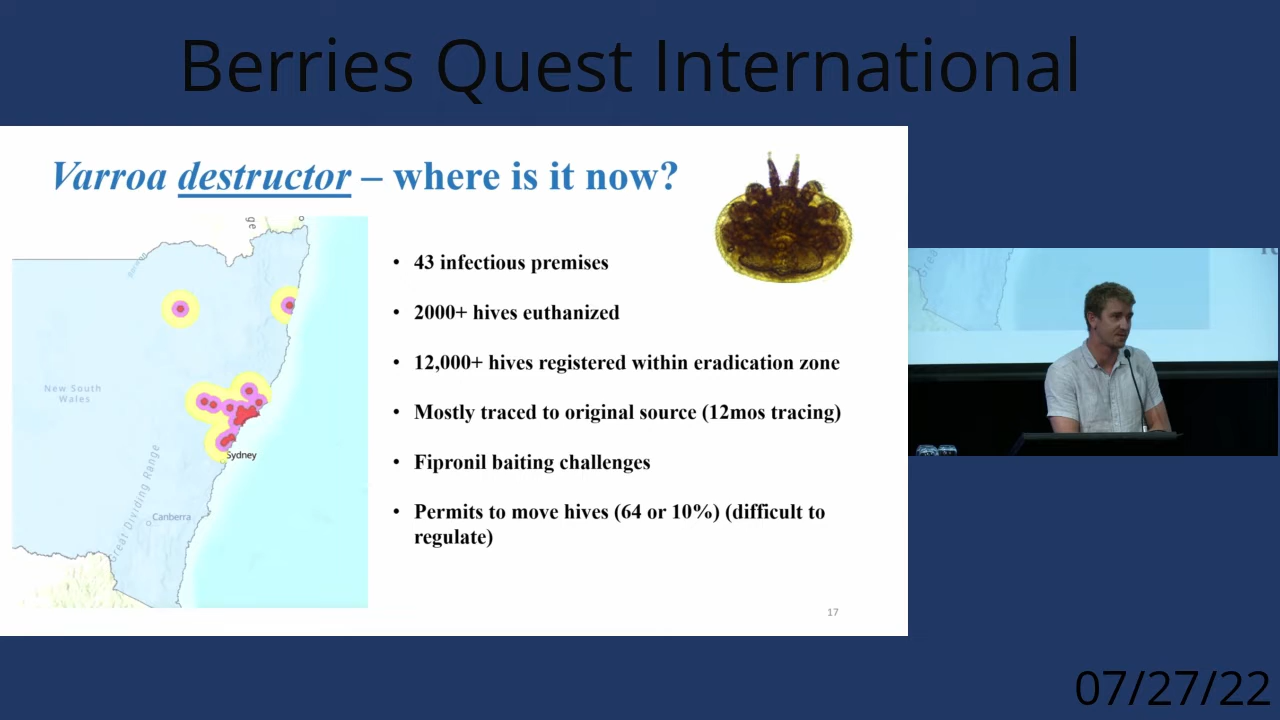 Berries Quest International
Varroa destructor – where is it now?
ge
New South
Wales
Sydney
Great Dividing Range
Canberra
• 43 infectious premises
• 2000+ hives euthanized
• 12,000+ hives registered within eradication zone
• Mostly traced to original source (12mos tracing)
• Fipronil baiting challenges
• Permits to move hives (64 or 10%) (difficult to
regulate)
17
07/27/22